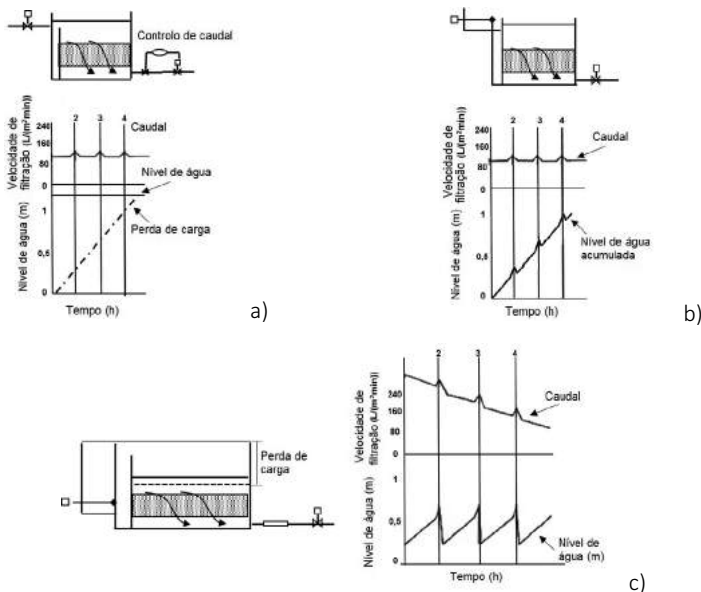 Controlo de caudal
Velocidade de
filtração (L/(m²min))
240
160
80
0
2
3
4
Caudal
Nível de água
Perda de carga
Nível de água (m)
1
0,5
0
Tempo (h)
a)
Velocidade de
filtração (L/(m²min))
240
160
80
0
2
3
4
Caudal
Nível de água (m)
1
0,5
0
Nível de água
acumulada
Tempo (h)
b)
Perda de
carga
Velocidade de
filtração (L/(m²min))
240
160
80
0
2
3
4
Caudal
Nível de água (m)
1
0,5
0
Nível de
água (m)
Tempo (h)
c)